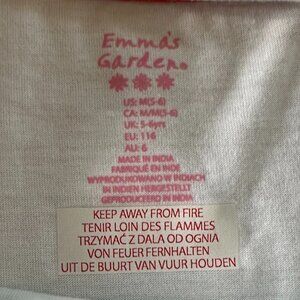 Emma's
Garden®
US: M(5-6)
CA: M/M(5-6)
UK: 5-6yrs
EU: 116
AU: 6
MADE IN INDIA
FABRIQUÉ EN INDE
WYPRODUKOWANO W INDIACH
IN INDIEN HERGESTELLT
GEPRODUCEERD IN INDIA
KEEP AWAY FROM FIRE
TENIR LOIN DES FLAMMES
TRZYMAĆ Z DALA OD OGNIA
VON FEUER FERNHALTEN
UIT DE BUURT VAN VUUR HOUDEN